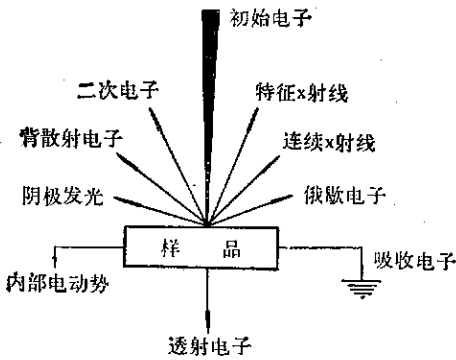 初始电子
二次电子
特征x射线
背散射电子
连续x射线
阴极发光
俄歇电子
样 品
吸收电子
内部电动势
透射电子